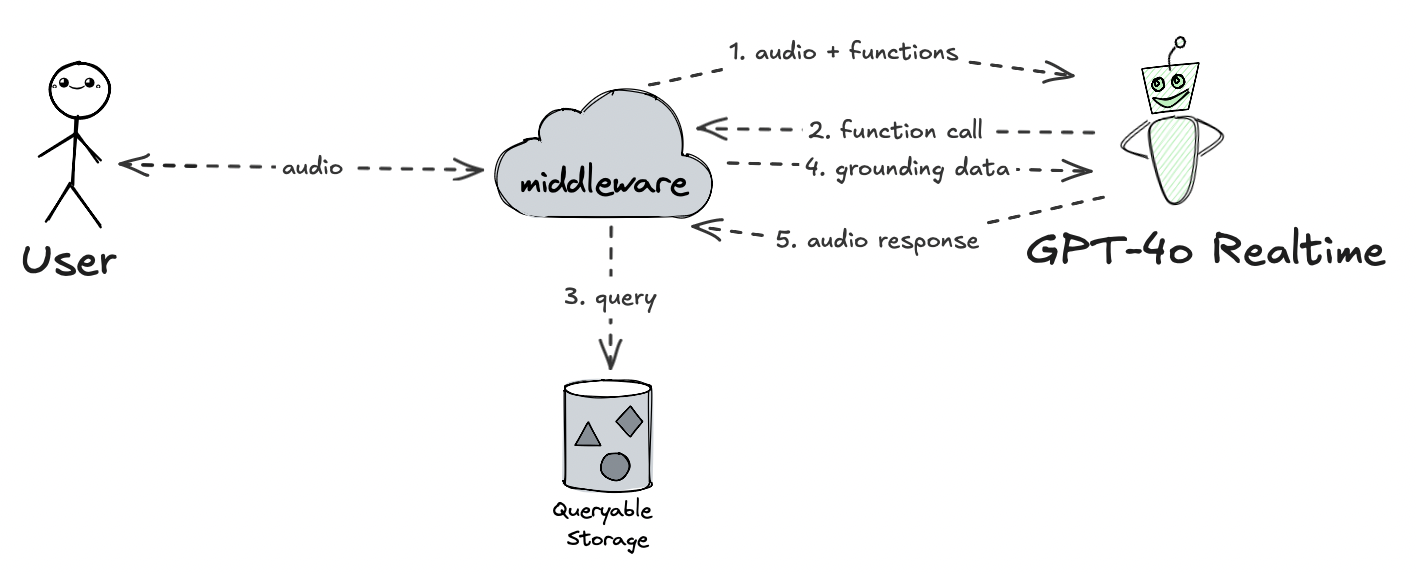 1. audio + functions
2. function call
audio
4. grounding data
middleware
5. audio response
User
GPT-4o Realtime
3. query
Queryable
Storage